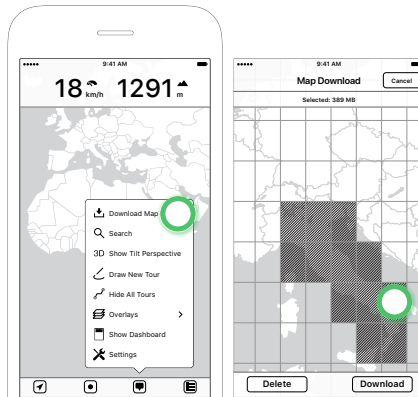 9:41 AM
18 km/h 1291 m
Download Map
Search
3D Show Tilt Perspective
Draw New Tour
Hide All Tours
Overlays
Show Dashboard
Settings
9:41 AM
Map Download Cancel
Selected: 389 MB
Delete Download